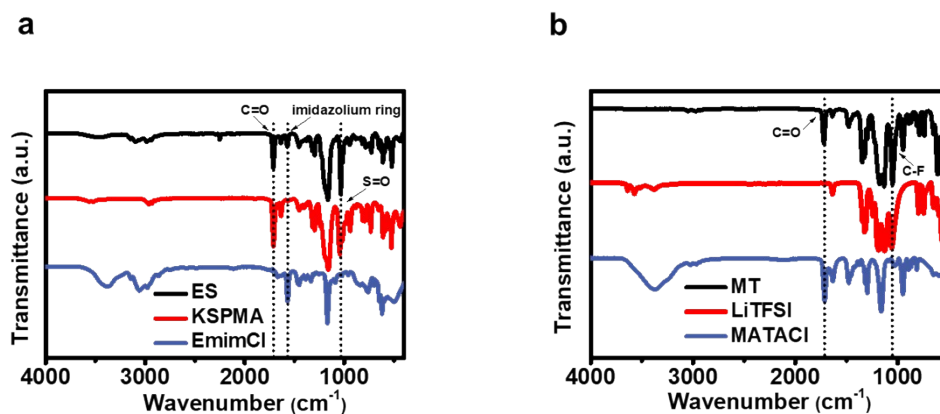 a
C=O
imidazolium ring
S=O
ES
KSPMA
EmimCl
Transmittance (a.u.)
4000 3000 2000 1000
Wavenumber (cm-1)
b
C=O
C-F
MT
LiTFSI
MATACl
Transmittance (a.u.)
4000 3000 2000 1000
Wavenumber (cm-1)